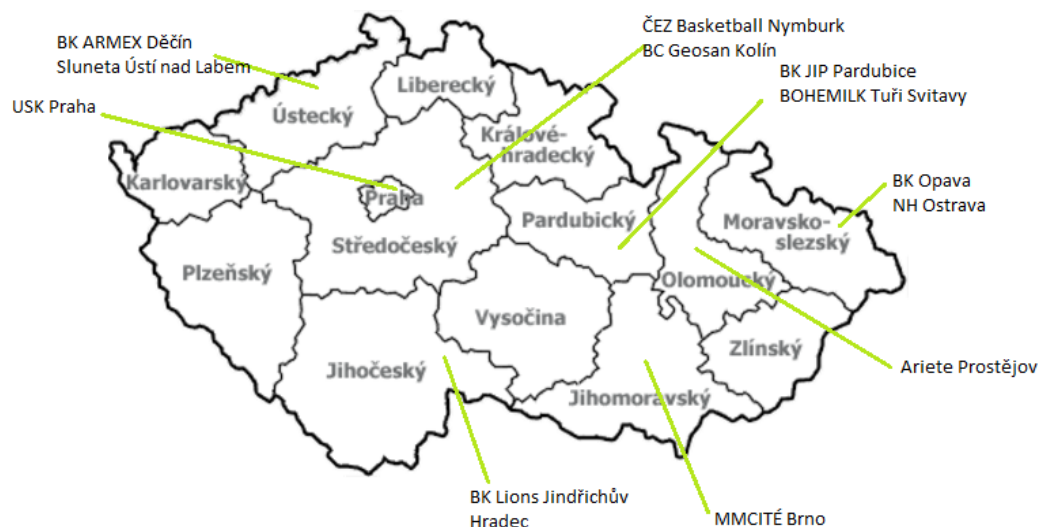 ČEZ Basketball Nymburk
BC Geosan Kolín
BK ARMEX Děčín
Sluneta Ústí nad Labem
BK JIP Pardubice
BOHEMILK Tuři Svitavy
USK Praha
Liberecký
Ústecký
Králové-
hradecký
Karlovarský
Praha
BK Opava
NH Ostrava
Pardubický
Moravsko-
slezský
Středočeský
Plzeňský
Olomoucký
Vysočina
Zlínský
Jihočeský
Ariete Prostějov
Jihomoravský
BK Lions Jindřichův
Hradec
MMCITÉ Brno